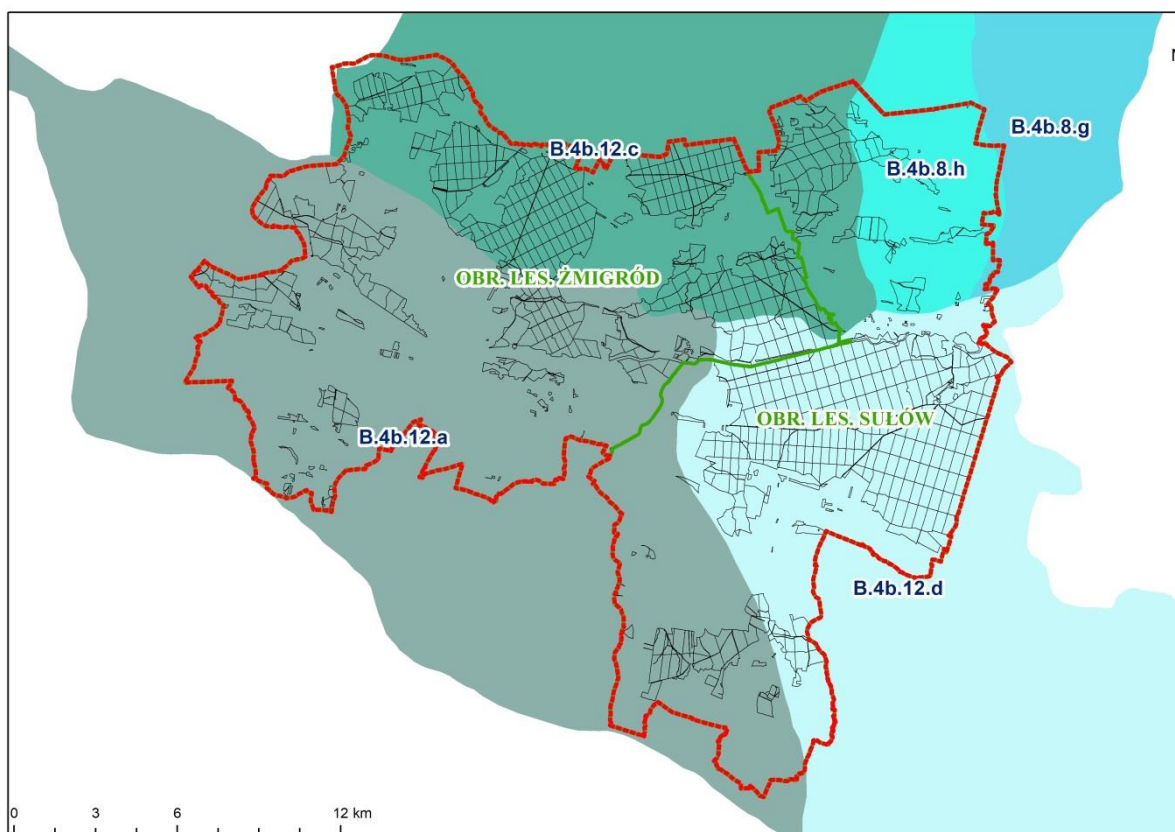 N
B.4b.8.g
B.4b.12.c
B.4b.8.h
OBR. LES. ŻMIGRÓD
OBR. LES. SUŁÓW
B.4b.12.a
B.4b.12.d
0 3 6 12 km